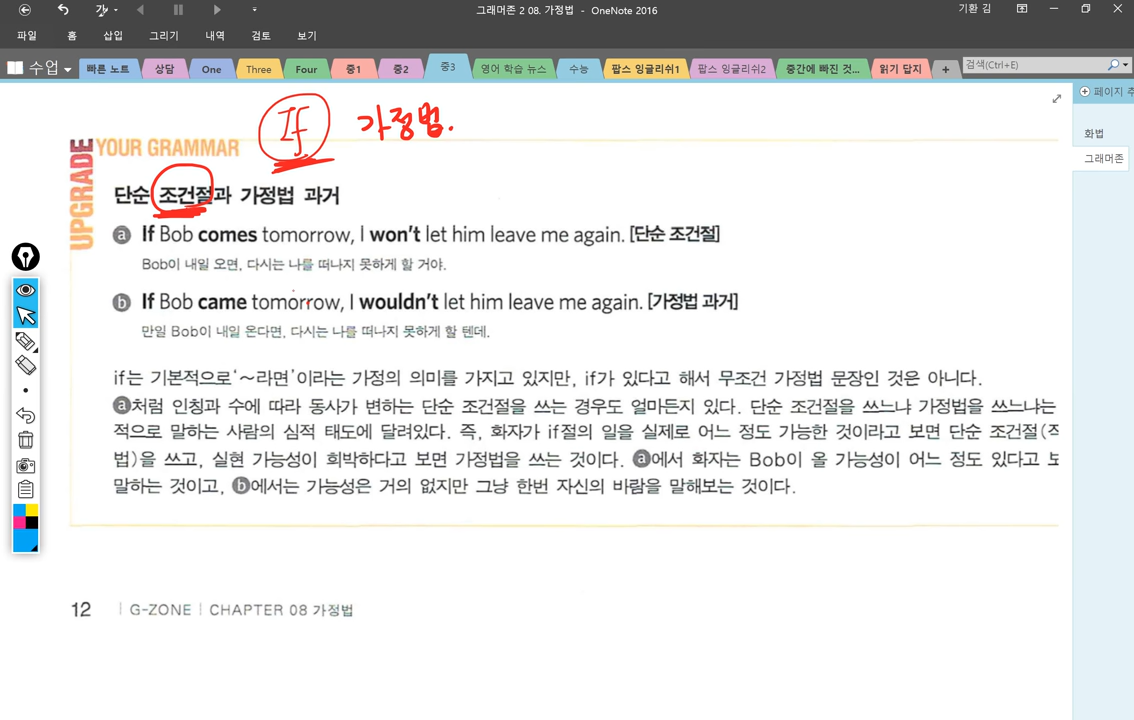 그래머존 2 08. 가정법 - OneNote 2016
기환 김
파일 홈 삽입 그리기 내역 검토 보기
수업 빠른 노트 상담 One Three Four 중1 중2 중3 영어 학습 뉴스 수능 팝스 잉글리쉬1 팝스 잉글리쉬2 중간에 빠진 것... 읽기 답지 + 검색(Ctrl+E)
페이지 추
화법
그래머존
If 가정법.
UPGRADE YOUR GRAMMAR
단순 조건절과 가정법 과거
a If Bob comes tomorrow, I won't let him leave me again. [단순 조건절]
Bob이 내일 오면, 다시는 나를 떠나지 못하게 할 거야.
b If Bob came tomorrow, I wouldn't let him leave me again. [가정법 과거]
만일 Bob이 내일 온다면, 다시는 나를 떠나지 못하게 할 텐데.
if는 기본적으로 '~라면'이라는 가정의 의미를 가지고 있지만, if가 있다고 해서 무조건 가정법 문장인 것은 아니다.
a처럼 인칭과 수에 따라 동사가 변하는 단순 조건절을 쓰는 경우도 얼마든지 있다. 단순 조건절을 쓰느냐 가정법을 쓰느냐는
적으로 말하는 사람의 심적 태도에 달려있다. 즉, 화자가 if절의 일을 실제로 어느 정도 가능한 것이라고 보면 단순 조건절(직
법)을 쓰고, 실현 가능성이 희박하다고 보면 가정법을 쓰는 것이다. a에서 화자는 Bob이 올 가능성이 어느 정도 있다고 보
말하는 것이고, b에서는 가능성은 거의 없지만 그냥 한번 자신의 바람을 말해보는 것이다.
12 | G-ZONE | CHAPTER 08 가정법